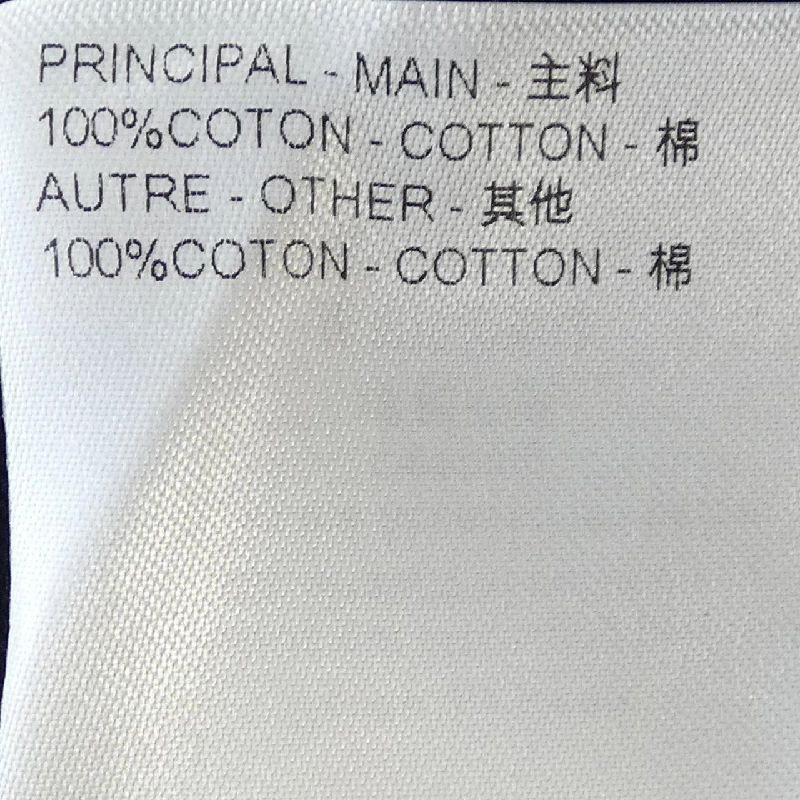 PRINCIPAL - MAIN - 主料
100%COTON - COTTON - 棉
AUTRE - OTHER - 其他
100%COTON - COTTON - 棉